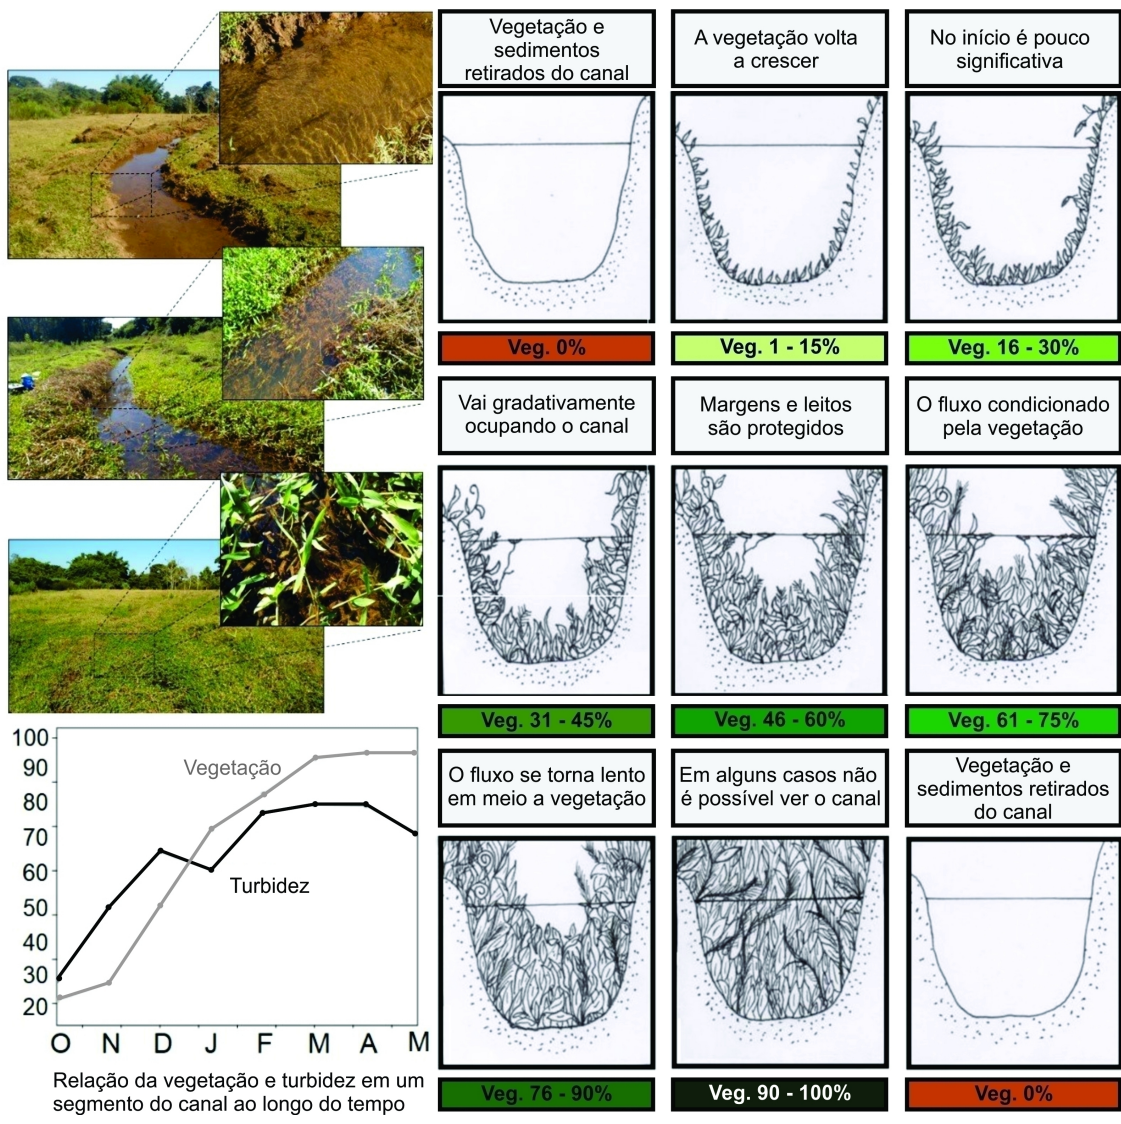 Vegetação e
sedimentos
retirados do canal
A vegetação volta
a crescer
No início é pouco
significativa
Veg. 0%
Veg. 1 - 15%
Veg. 16 - 30%
Vai gradativamente
ocupando o canal
Margens e leitos
são protegidos
O fluxo condicionado
pela vegetação
Veg. 31 - 45%
Veg. 46 - 60%
Veg. 61 - 75%
O fluxo se torna lento
em meio a vegetação
Em alguns casos não
é possível ver o canal
Vegetação e
sedimentos retirados
do canal
Veg. 76 - 90%
Veg. 90 - 100%
Veg. 0%
100
90
80
70
60
50
40
30
20
Vegetação
Turbidez
O N D J F M A M
Relação da vegetação e turbidez em um
segmento do canal ao longo do tempo